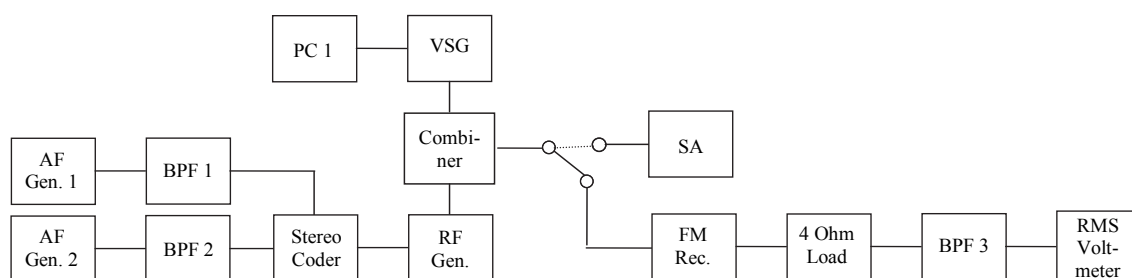 PC 1
VSG
Combi-
ner
SA
AF
Gen. 1
BPF 1
AF
Gen. 2
BPF 2
Stereo
Coder
RF
Gen.
FM
Rec.
4 Ohm
Load
BPF 3
RMS
Volt-
meter